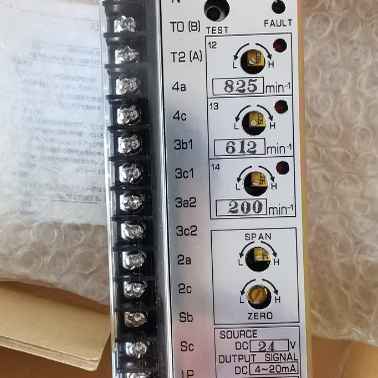 T0 (B)
T2 (A)
4a
4c
3b1
3c1
3a2
3c2
2a
2c
Sb
Sc
TEST
FAULT
12
L H
825 min⁻¹
13
L H
612 min⁻¹
14
L H
200 min⁻¹
SPAN
L H
L H
ZERO
SOURCE
DC 24 V
OUTPUT SIGNAL
DC 4~20mA